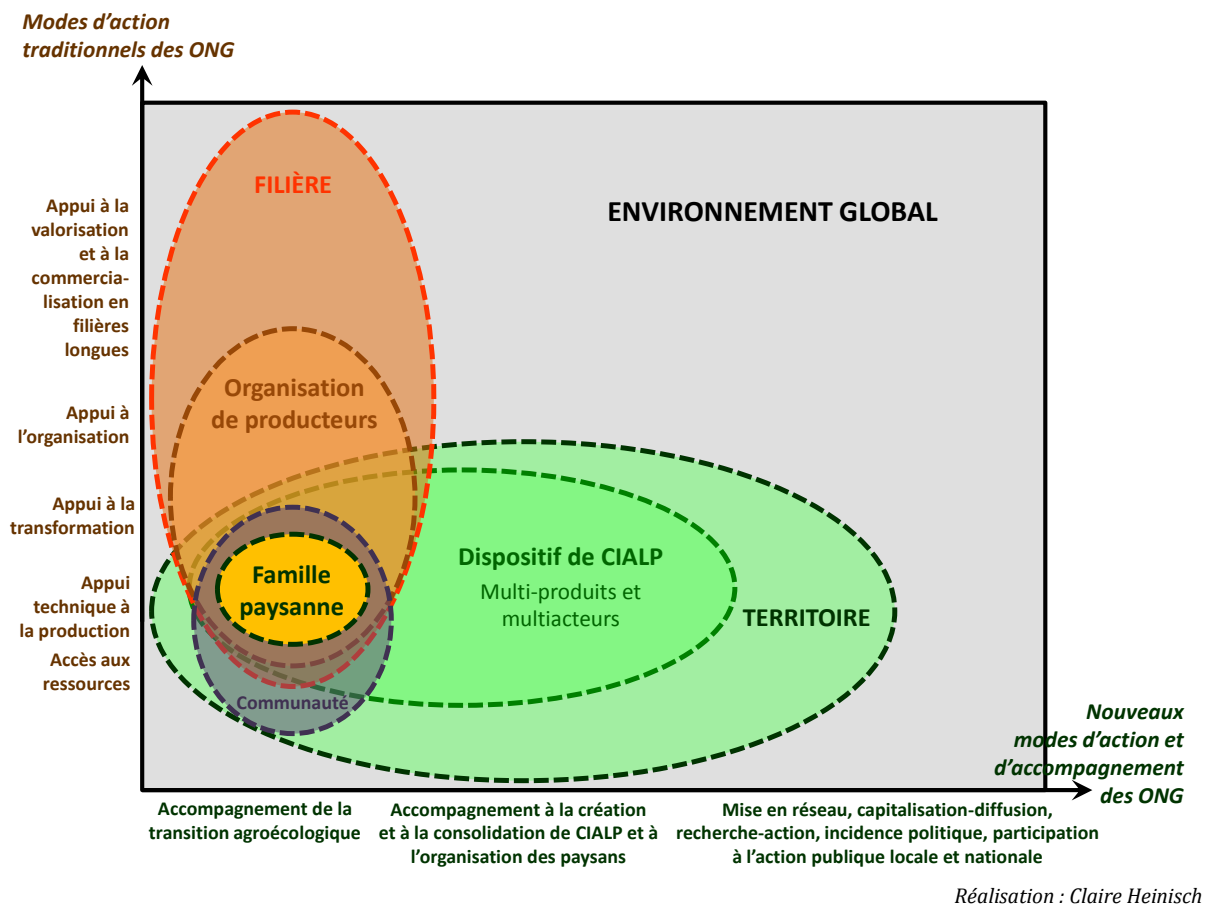 Modes d'action
traditionnels des ONG
FILIÈRE
ENVIRONNEMENT GLOBAL
Appui à la
valorisation
et à la
commercia-
lisation en
filières
longues
Organisation
de producteurs
Appui à
l'organisation
Appui à la
transformation
Dispositif de CIALP
Multi-produits et
multiacteurs
Famille
paysanne
TERRITOIRE
Appui
technique à
la production
Accès aux
ressources
Communauté
Nouveaux
modes d'action et
d'accompagnement
des ONG
Accompagnement de la
transition agroécologique
Accompagnement à la création
et à la consolidation de CIALP et à
l'organisation des paysans
Mise en réseau, capitalisation-diffusion,
recherche-action, incidence politique, participation
à l'action publique locale et nationale
Réalisation : Claire Heinisch